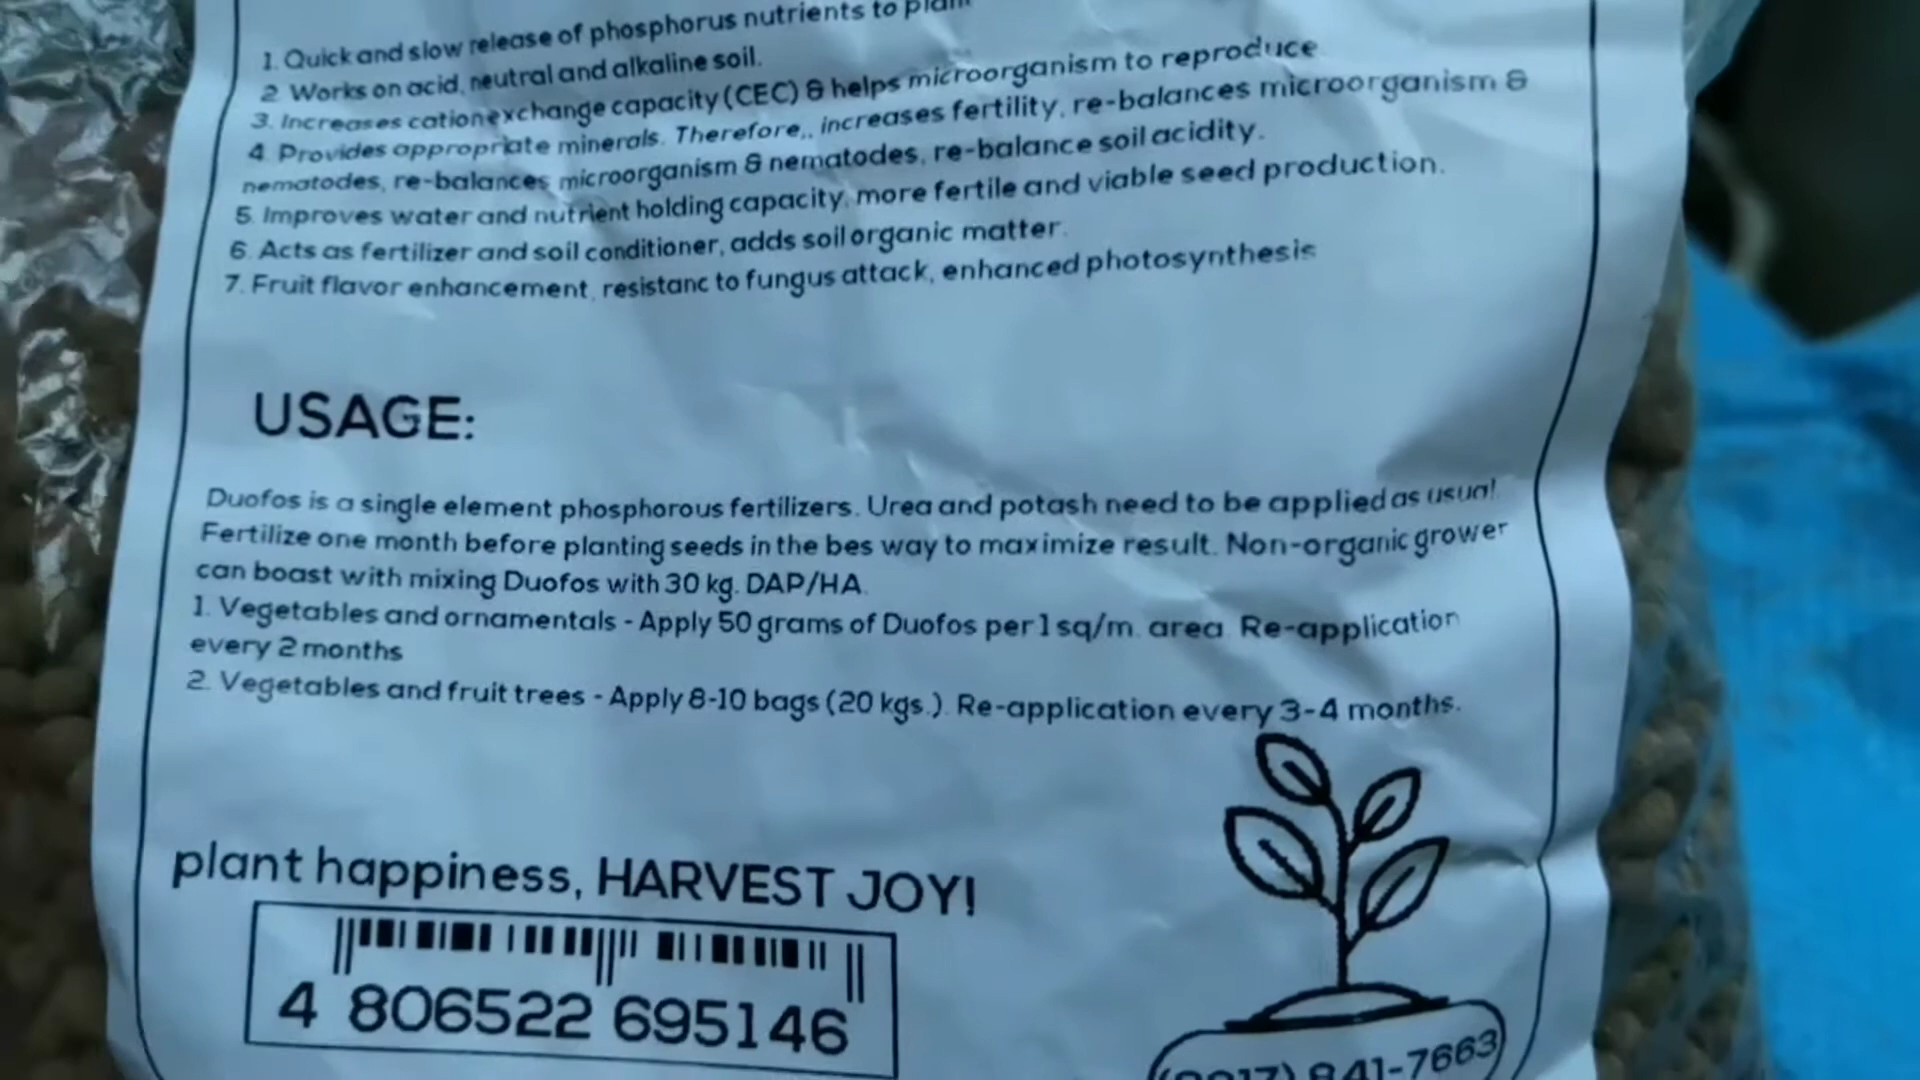 1. Quick and slow release of phosphorus nutrients to plant
2. Works on acid, neutral and alkaline soil.
3. Increases cation exchange capacity (CEC) & helps microorganism to reproduce
4. Provides appropriate minerals. Therefore,, increases fertility, re-balances microorganism &
nematodes, re-balances microorganism & nematodes, re-balance soil acidity.
5. Improves water and nutrient holding capacity, more fertile and viable seed production.
6. Acts as fertilizer and soil conditioner, adds soil organic matter.
7. Fruit flavor enhancement, resistanc to fungus attack, enhanced photosynthesis
USAGE:
Duofos is a single element phosphorous fertilizers. Urea and potash need to be applied as usual.
Fertilize one month before planting seeds in the bes way to maximize result. Non-organic grower
can boast with mixing Duofos with 30 kg. DAP/HA.
1. Vegetables and ornamentals - Apply 50 grams of Duofos per 1 sq/m. area. Re-application
every 2 months
2. Vegetables and fruit trees - Apply 8-10 bags (20 kgs.). Re-application every 3-4 months.
plant happiness, HARVEST JOY!
4 806522 695146
(0917) 841-7663